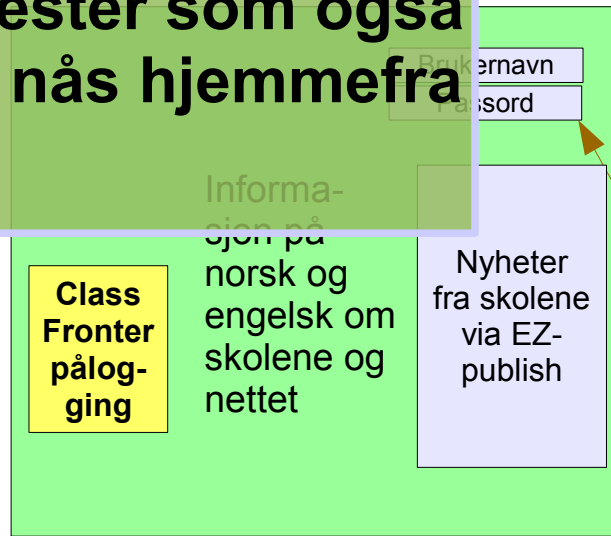 ester som også
nås hjemmefra
Brukernavn
Passord
Informa-
sjon på
norsk og
engelsk om
skolene og
nettet
Class
Fronter
pålog-
ging
Nyheter
fra skolene
via EZ-
publish